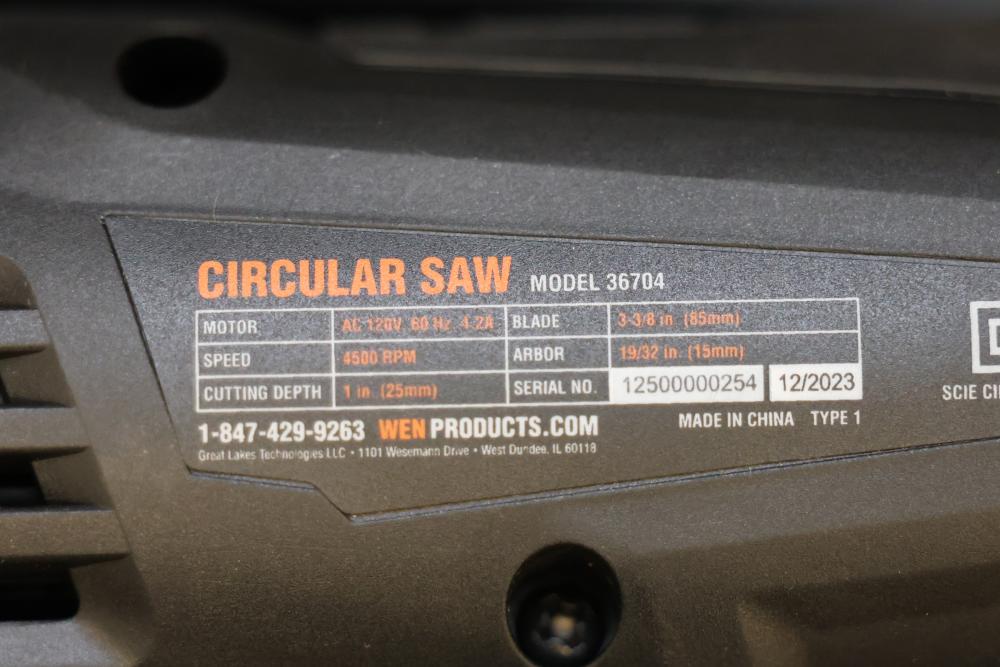 CIRCULAR SAW MODEL 36704
MOTOR AC 120V 60 Hz 4.2A BLADE 3-3/8 in. (85mm)
SPEED 4500 RPM ARBOR 19/32 in. (15mm)
CUTTING DEPTH 1 in. (25mm) SERIAL NO. 12500000254 12/2023
1-847-429-9263 WENPRODUCTS.COM MADE IN CHINA TYPE 1
Great Lakes Technologies LLC • 1101 Wesemann Drive • West Dundee, IL 60118
SCIE CI